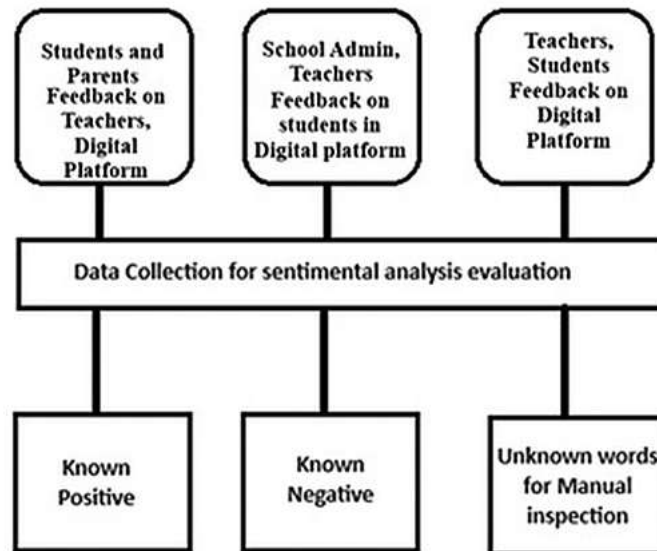 Students and
Parents
Feedback on
Teachers,
Digital
Platform
School Admin,
Teachers
Feedback on
students in
Digital platform
Teachers,
Students
Feedback on
Digital
Platform
Data Collection for sentimental analysis evaluation
Known
Positive
Known
Negative
Unknown words
for Manual
inspection